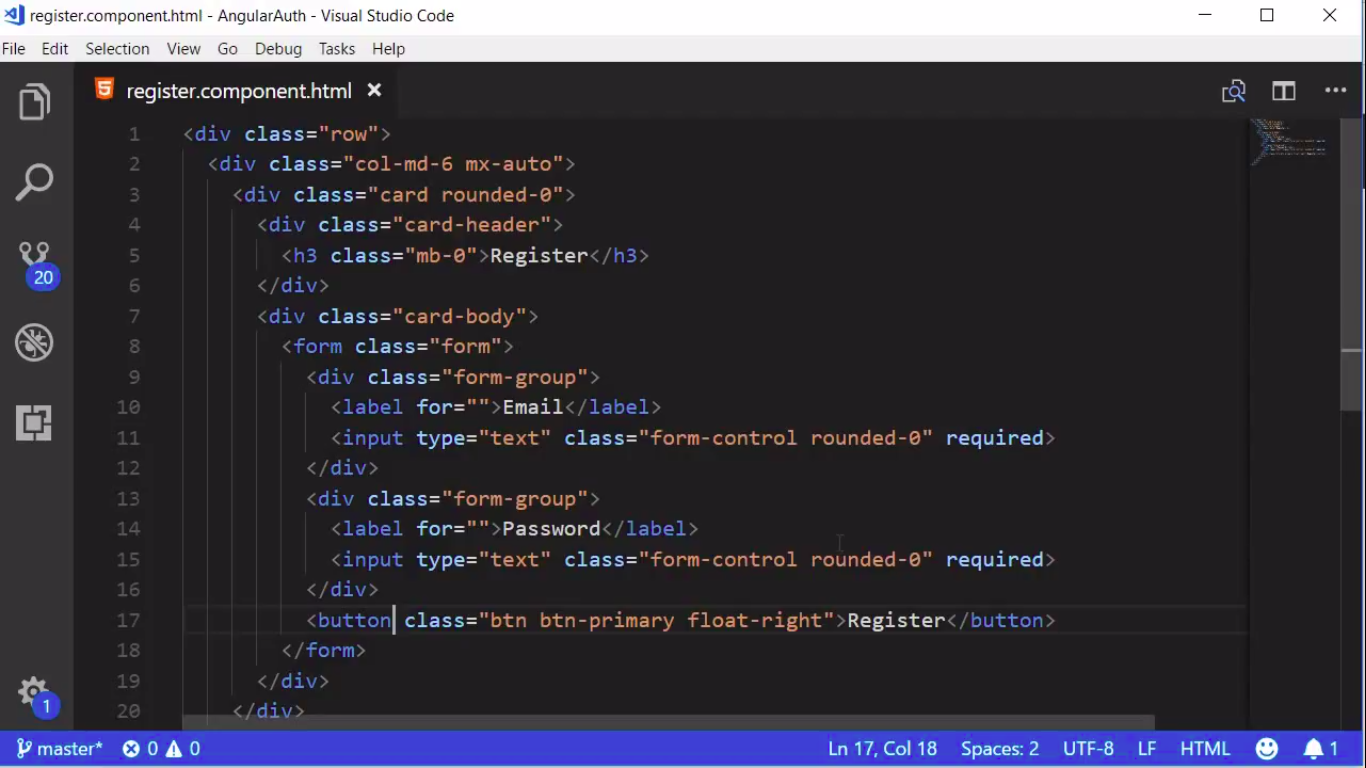 register.component.html - AngularAuth - Visual Studio Code
File Edit Selection View Go Debug Tasks Help
register.component.html
1 <div class="row">
2 <div class="col-md-6 mx-auto">
3 <div class="card rounded-0">
4 <div class="card-header">
5 <h3 class="mb-0">Register</h3>
6 </div>
7 <div class="card-body">
8 <form class="form">
9 <div class="form-group">
10 <label for="">Email</label>
11 <input type="text" class="form-control rounded-0" required>
12 </div>
13 <div class="form-group">
14 <label for="">Password</label>
15 <input type="text" class="form-control rounded-0" required>
16 </div>
17 <button class="btn btn-primary float-right">Register</button>
18 </form>
19 </div>
20 </div>
20
1
master* 0 0 Ln 17, Col 18 Spaces: 2 UTF-8 LF HTML 1